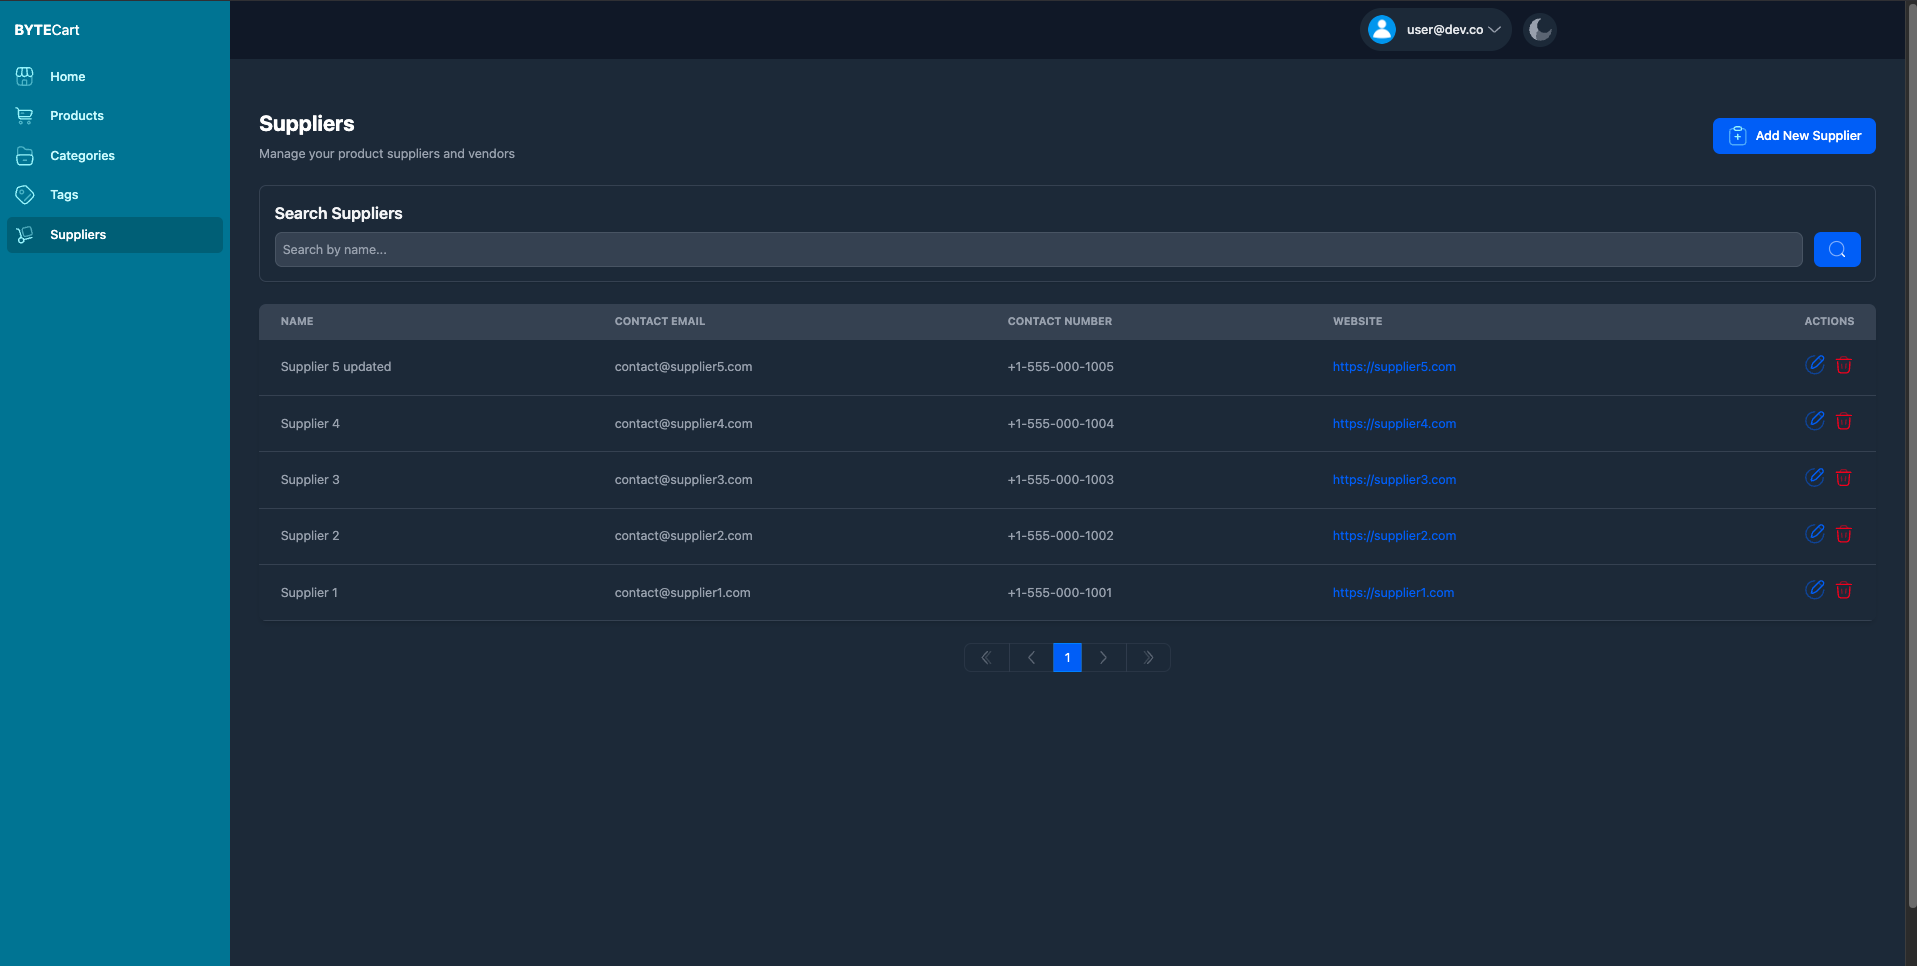 BYTECart
user@dev.co
Home
Products
Categories
Tags
Suppliers
Suppliers
Manage your product suppliers and vendors
Add New Supplier
Search Suppliers
Search by name...
NAME CONTACT EMAIL CONTACT NUMBER WEBSITE ACTIONS
Supplier 5 updated contact@supplier5.com +1-555-000-1005 https://supplier5.com
Supplier 4 contact@supplier4.com +1-555-000-1004 https://supplier4.com
Supplier 3 contact@supplier3.com +1-555-000-1003 https://supplier3.com
Supplier 2 contact@supplier2.com +1-555-000-1002 https://supplier2.com
Supplier 1 contact@supplier1.com +1-555-000-1001 https://supplier1.com
1